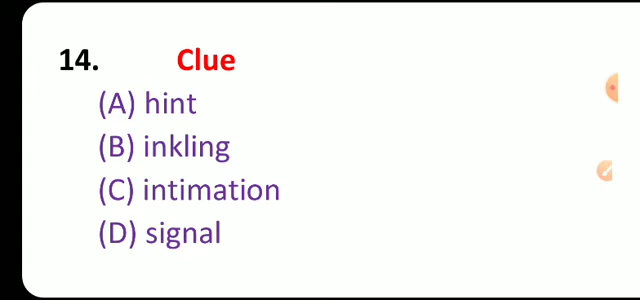 14. Clue
(A) hint
(B) inkling
(C) intimation
(D) signal